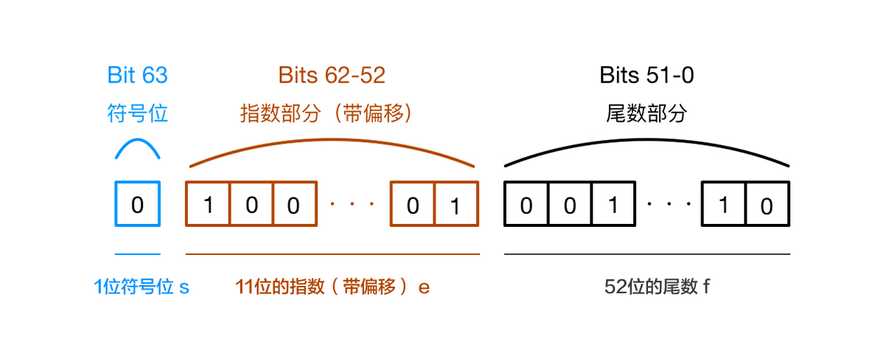 Bit 63
Bits 62-52
Bits 51-0
符号位
指数部分（带偏移）
尾数部分
0
1 0 0 · · · 0 1
0 0 1 · · · 1 0
1位符号位 s
11位的指数（带偏移）e
52位的尾数 f